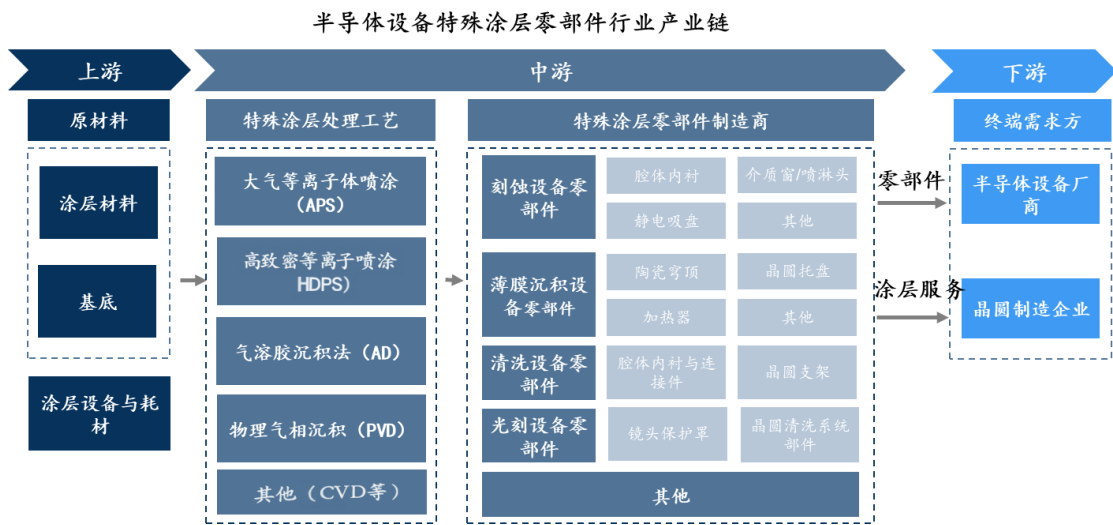 半导体设备特殊涂层零部件行业产业链
上游
中游
下游
原材料
特殊涂层处理工艺
特殊涂层零部件制造商
终端需求方
涂层材料
基底
涂层设备与耗
材
大气等离子体喷涂
（APS）
高致密等离子喷涂
HDPS)
气溶胶沉积法（AD）
物理气相沉积（PVD）
其他（CVD等）
刻蚀设备零
部件
腔体内衬
介质窗/喷淋头
静电吸盘
其他
薄膜沉积设
备零部件
陶瓷穹顶
晶圆托盘
加热器
其他
清洗设备零
部件
腔体内衬与连
接件
晶圆支架
光刻设备零
部件
镜头保护罩
晶圆清洗系统
部件
其他
零部件
涂层服务
半导体设备厂
商
晶圆制造企业